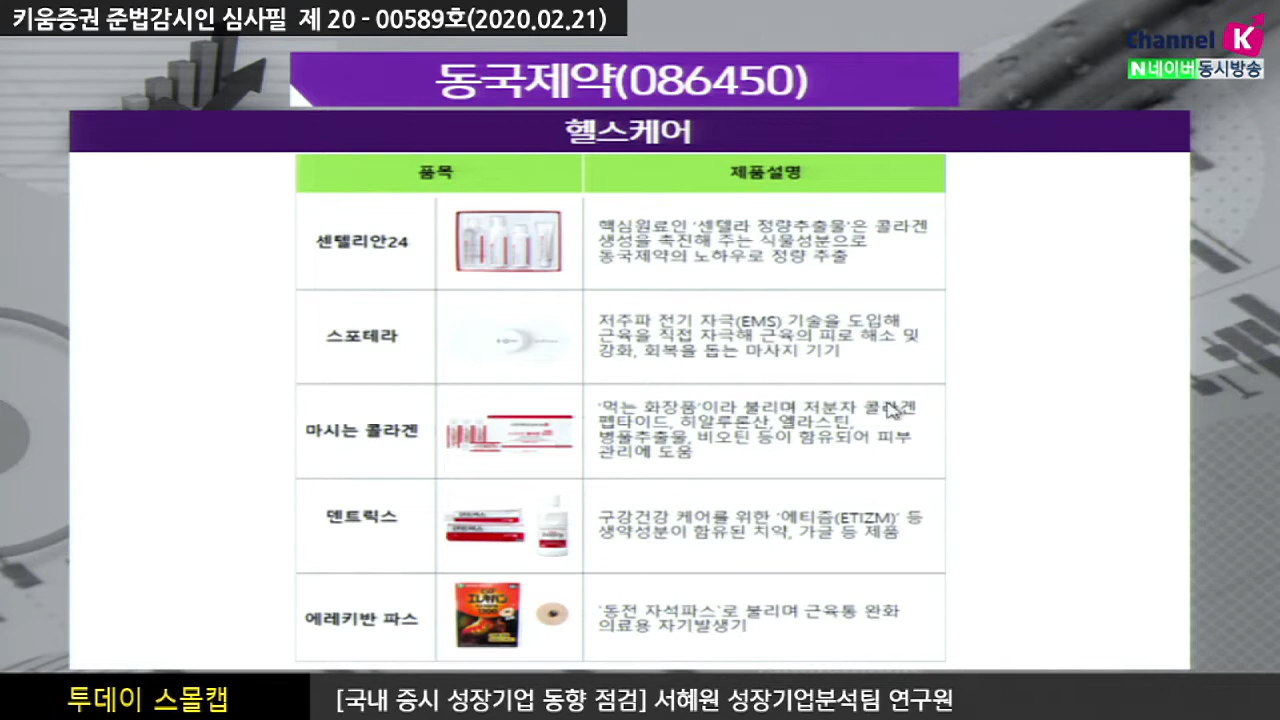 키움증권 준법감시인 심사필 제 20 - 00589호(2020.02.21)
Channel K
N 네이버 동시방송
동국제약(086450)
헬스케어
품목 제품설명
센텔리안24
핵심원료인 '센텔라 정량추출물'은 콜라겐
생성을 촉진해 주는 식물성분으로
동국제약의 노하우로 정량 추출
스포테라
저주파 전기 자극(EMS) 기술을 도입해
근육을 직접 자극해 근육의 피로 해소 및
강화, 회복을 돕는 마사지 기기
마시는 콜라겐
'먹는 화장품'이라 불리며 저분자 콜라겐
펩타이드, 히알루론산, 엘라스틴,
병풀추출물, 비오틴 등이 함유되어 피부
관리에 도움
덴트릭스
구강건강 케어를 위한 '에티즘(ETIZM)' 등
생약성분이 함유된 치약, 가글 등 제품
에레키반 파스
'동전 자석파스'로 불리며 근육통 완화
의료용 자기발생기
투데이 스몰캡
[국내 증시 성장기업 동향 점검] 서혜원 성장기업분석팀 연구원